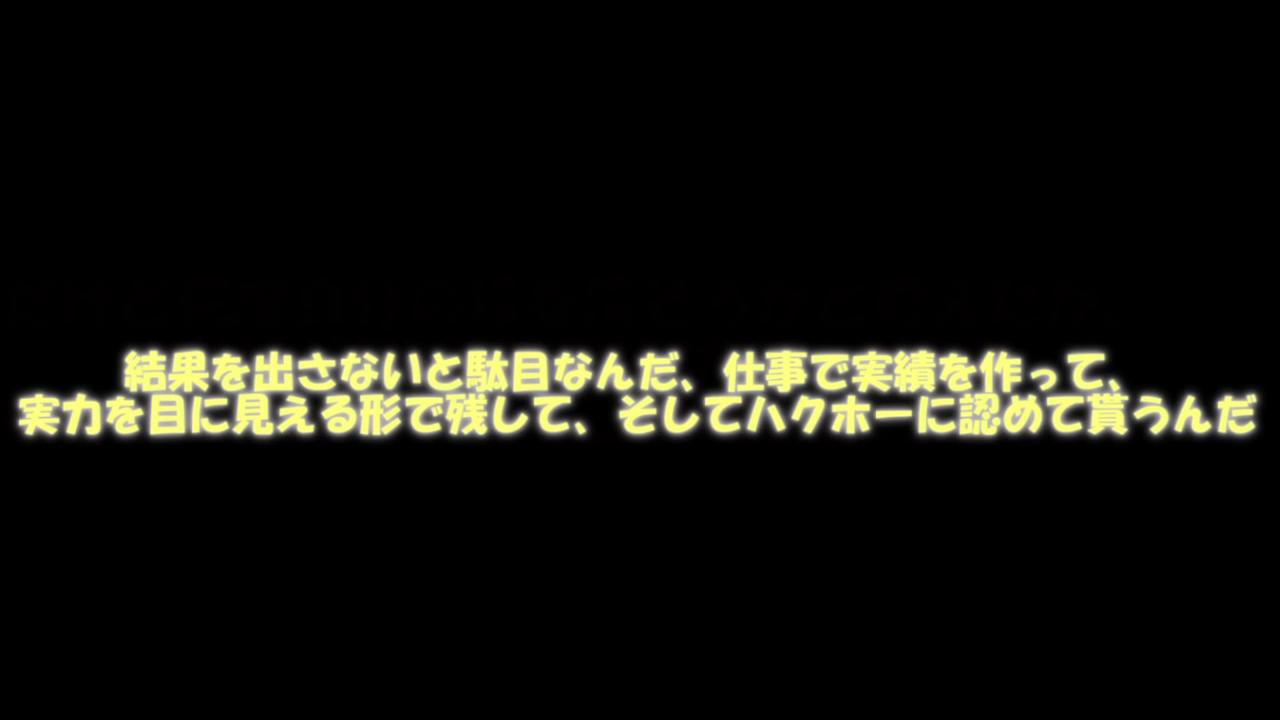 結果を出さないと駄目なんだ、仕事で実績を作って、
実力を目に見える形で残して、そしてハクホーに認めて貰うんだ